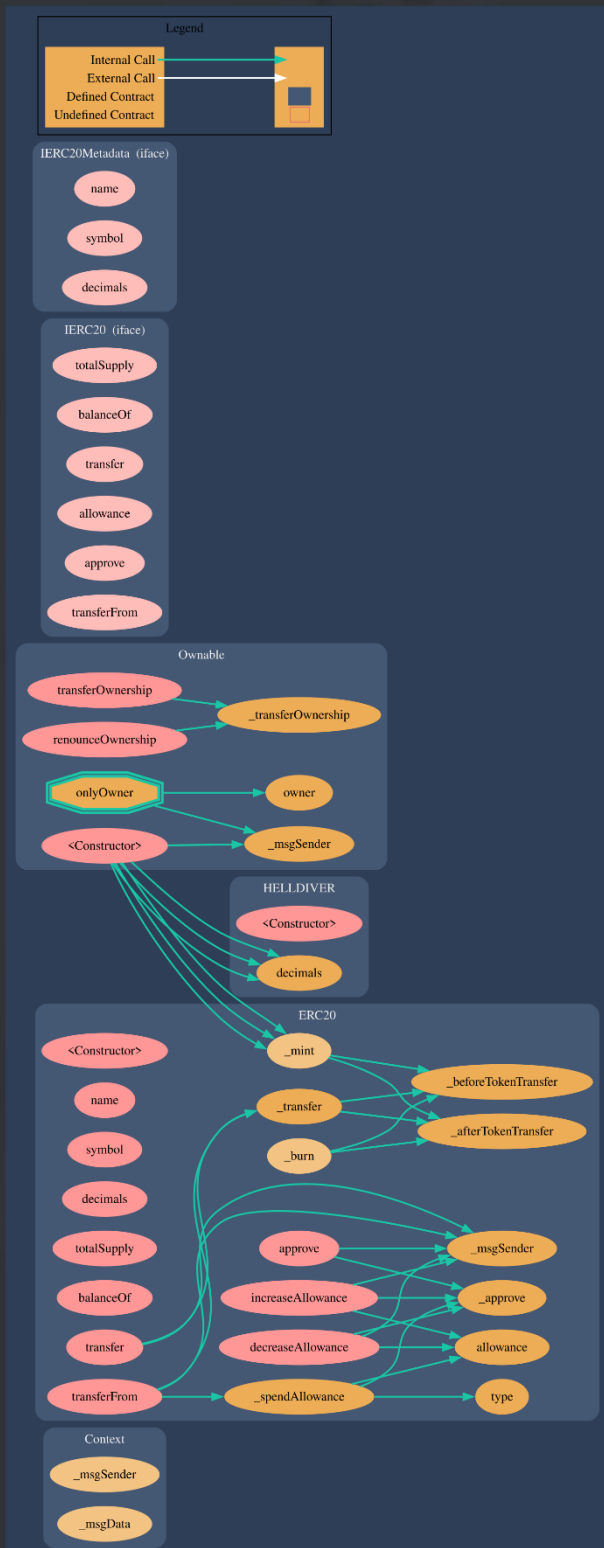 Legend
Internal Call
External Call
Defined Contract
Undefined Contract
IERC20Metadata (iface)
name
symbol
decimals
IERC20 (iface)
totalSupply
balanceOf
transfer
allowance
approve
transferFrom
Ownable
transferOwnership
_transferOwnership
renounceOwnership
onlyOwner
owner
<Constructor>
_msgSender
HELLDIVER
<Constructor>
decimals
ERC20
<Constructor>
_mint
_beforeTokenTransfer
name
_transfer
_afterTokenTransfer
symbol
_burn
decimals
totalSupply
approve
_msgSender
balanceOf
increaseAllowance
_approve
transfer
decreaseAllowance
allowance
transferFrom
_spendAllowance
type
Context
_msgSender
_msgData